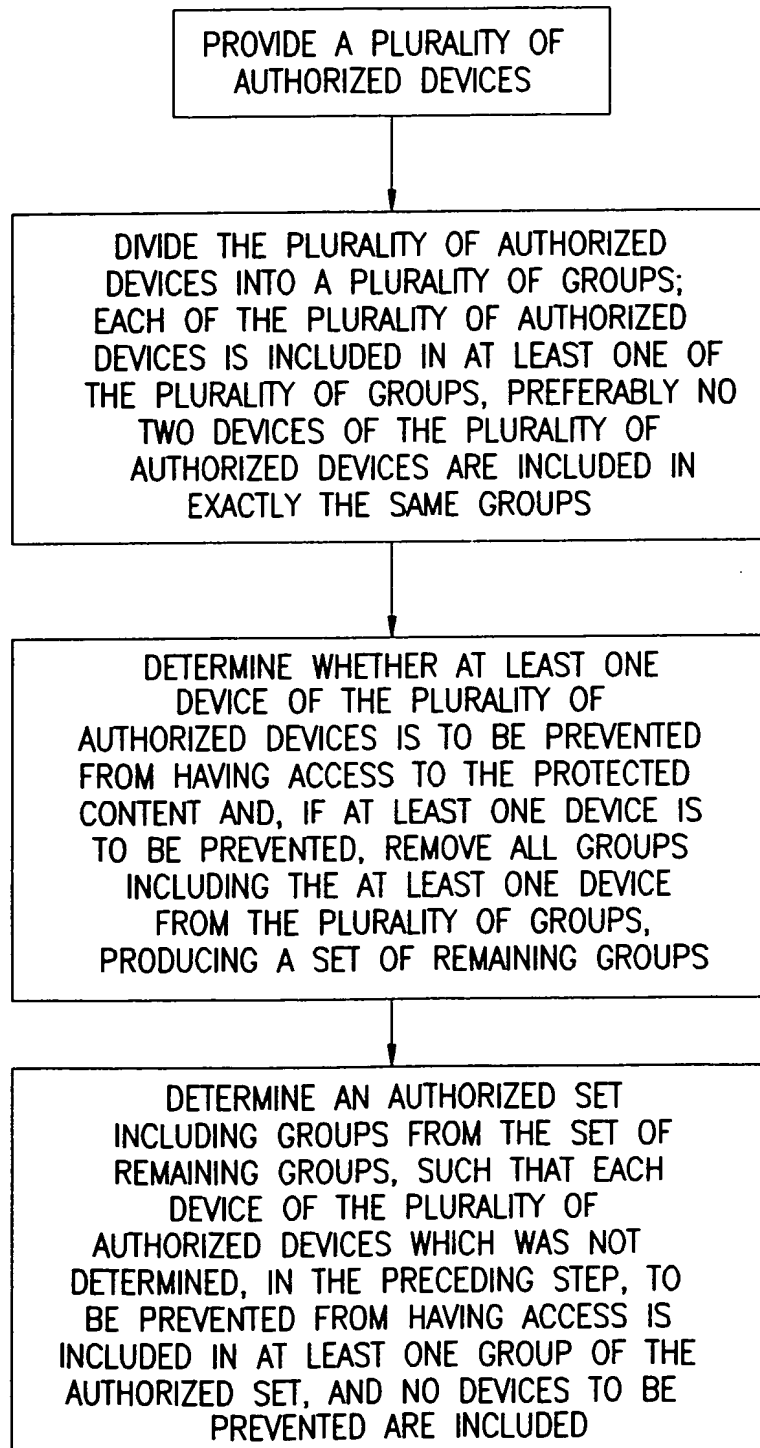 PROVIDE A PLURALITY OF
AUTHORIZED DEVICES
DIVIDE THE PLURALITY OF AUTHORIZED
DEVICES INTO A PLURALITY OF GROUPS;
EACH OF THE PLURALITY OF AUTHORIZED
DEVICES IS INCLUDED IN AT LEAST ONE OF
THE PLURALITY OF GROUPS, PREFERABLY NO
TWO DEVICES OF THE PLURALITY OF
AUTHORIZED DEVICES ARE INCLUDED IN
EXACTLY THE SAME GROUPS
DETERMINE WHETHER AT LEAST ONE
DEVICE OF THE PLURALITY OF
AUTHORIZED DEVICES IS TO BE PREVENTED
FROM HAVING ACCESS TO THE PROTECTED
CONTENT AND, IF AT LEAST ONE DEVICE IS
TO BE PREVENTED, REMOVE ALL GROUPS
INCLUDING THE AT LEAST ONE DEVICE
FROM THE PLURALITY OF GROUPS,
PRODUCING A SET OF REMAINING GROUPS
DETERMINE AN AUTHORIZED SET
INCLUDING GROUPS FROM THE SET OF
REMAINING GROUPS, SUCH THAT EACH
DEVICE OF THE PLURALITY OF
AUTHORIZED DEVICES WHICH WAS NOT
DETERMINED, IN THE PRECEDING STEP, TO
BE PREVENTED FROM HAVING ACCESS IS
INCLUDED IN AT LEAST ONE GROUP OF THE
AUTHORIZED SET, AND NO DEVICES TO BE
PREVENTED ARE INCLUDED